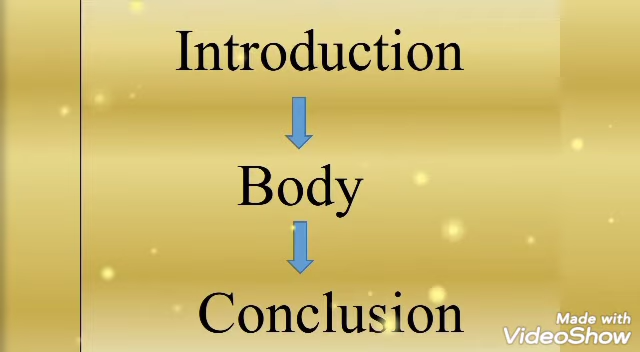 Introduction
Body
Conclusion
Made with
VideoShow